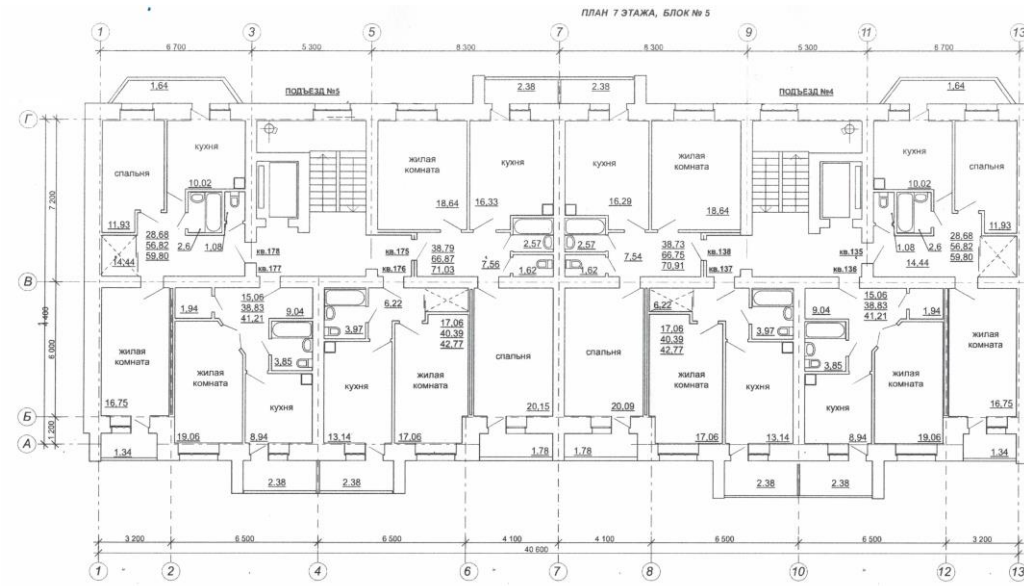 ПЛАН 7 ЭТАЖА, БЛОК № 5
1 3 5 7 9 11 13
6 700 5 300 6 300 6 300 5 300 6 700
1.64 ПОДЪЕЗД №5 2.38 2.38 ПОДЪЕЗД №4 1.64
Г
кухня кухня
спальня жилая комната кухня кухня жилая комната спальня
10.02 10.02
18.64 16.33 16.29 18.64
11.93 11.93
7 200
28.68 2.6 1.08 кв.178 кв.175 38.79 2.57 2.57 38.73 кв.138 кв.135 1.08 2.6 28.68
56.82 66.87 7.56 7.54 66.75 56.82
59.80 71.03 70.91 59.80
14.44 кв.177 кв.176 1.62 1.62 кв.137 кв.136 14.44
В
1.94 15.06 9.04 6.22 6.22 9.04 15.06 1.94
38.83 38.83
41.21 3.97 3.97 41.21
17.06 17.06
40.39 40.39
42.77 42.77
1 400
6 000
жилая комната 3.85 спальня спальня 3.85 жилая комната
жилая комната кухня жилая комната жилая комната кухня жилая комната
кухня кухня
16.75 20.15 20.09 16.75
Б
19.06 8.94 13.14 17.06 17.06 13.14 8.94 19.06
1 200
А
1.34 1.78 1.78 1.34
2.38 2.38 2.38 2.38
3 200 6 500 6 500 4 100 4 100 6 500 6 500 3 200
40 600
1 2 4 6 7 8 10 12 13